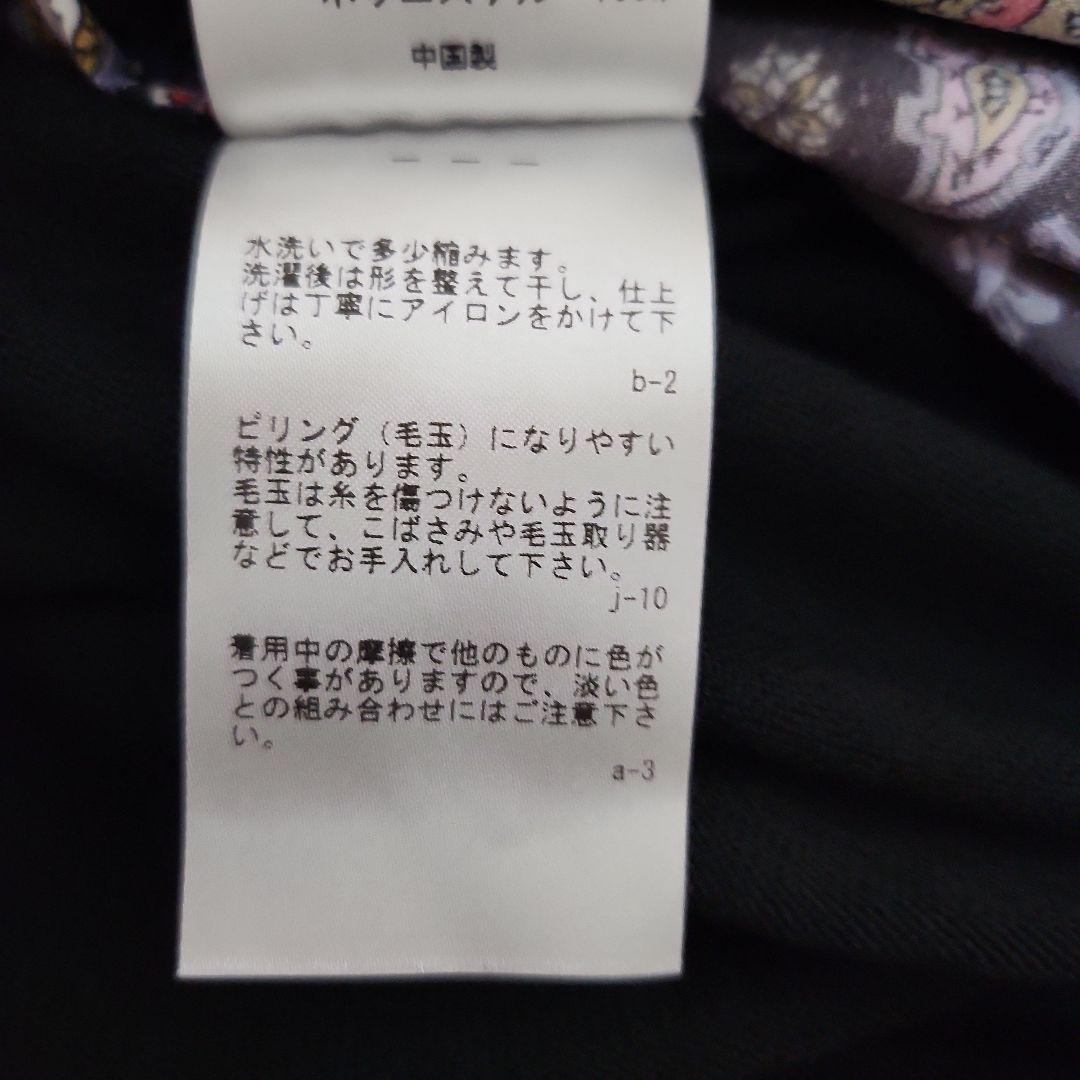 中国製
水洗いで多少縮みます。
洗濯後は形を整えて干し、仕上
げは丁寧にアイロンをかけて下
さい。
b-2
ピリング(毛玉)になりやすい
特性があります。
毛玉は糸を傷つけないように注
意して、こばさみや毛玉取り器
などでお手入れして下さい。
j-10
着用中の摩擦で他のものに色が
つく事がありますので、淡い色
との組み合わせにはご注意下さ
い。
a-3